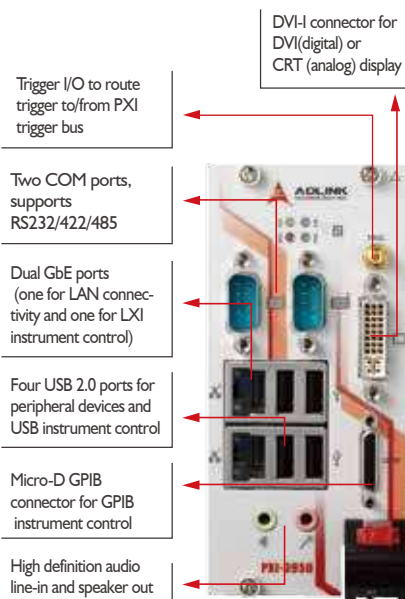 DVI-I connector for
DVI(digital) or
CRT (analog) display
Trigger I/O to route
trigger to/from PXI
trigger bus
Two COM ports,
supports
RS232/422/485
Dual GbE ports
(one for LAN connec-
tivity and one for LXI
instrument control)
Four USB 2.0 ports for
peripheral devices and
USB instrument control
Micro-D GPIB
connector for GPIB
instrument control
High definition audio
line-in and speaker out
ADLINK
TRIG.
PXI-3950